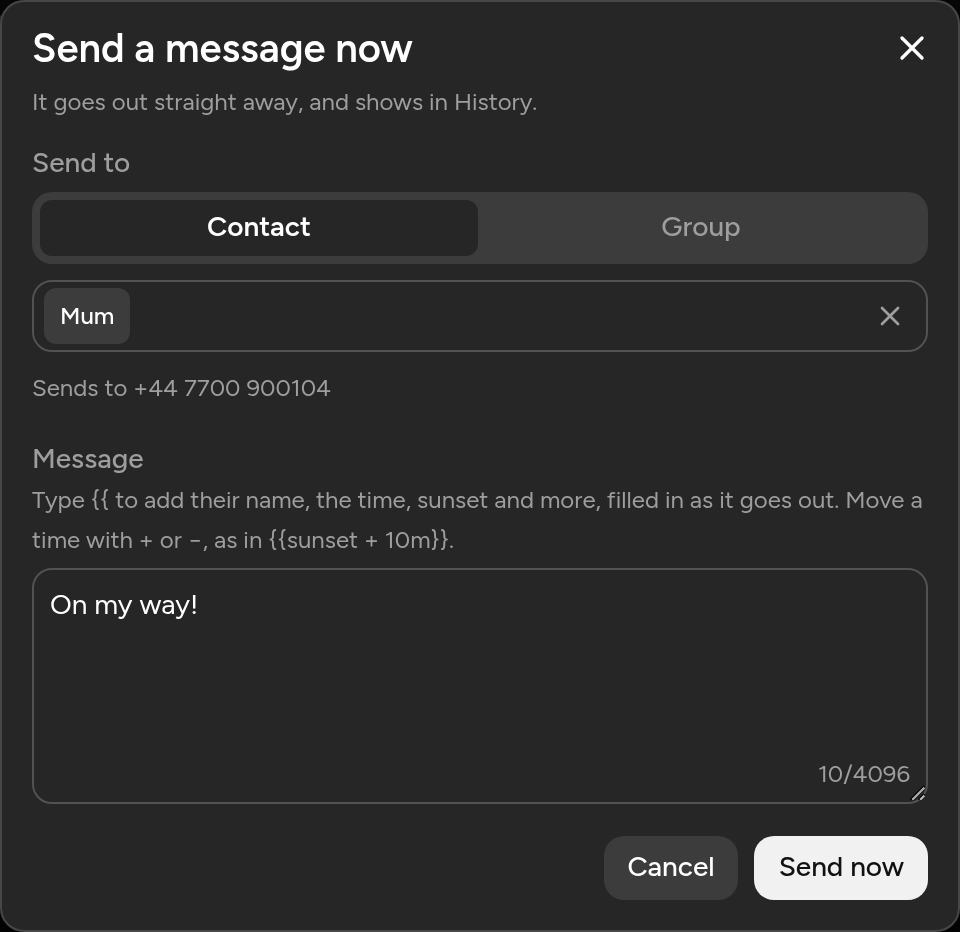 Send a message now
It goes out straight away, and shows in History.
Send to
Contact
Group
Mum
Sends to +44 7700 900104
Message
Type {{ to add their name, the time, sunset and more, filled in as it goes out. Move a
time with + or −, as in {{sunset + 10m}}.
On my way!
10/4096
Cancel
Send now